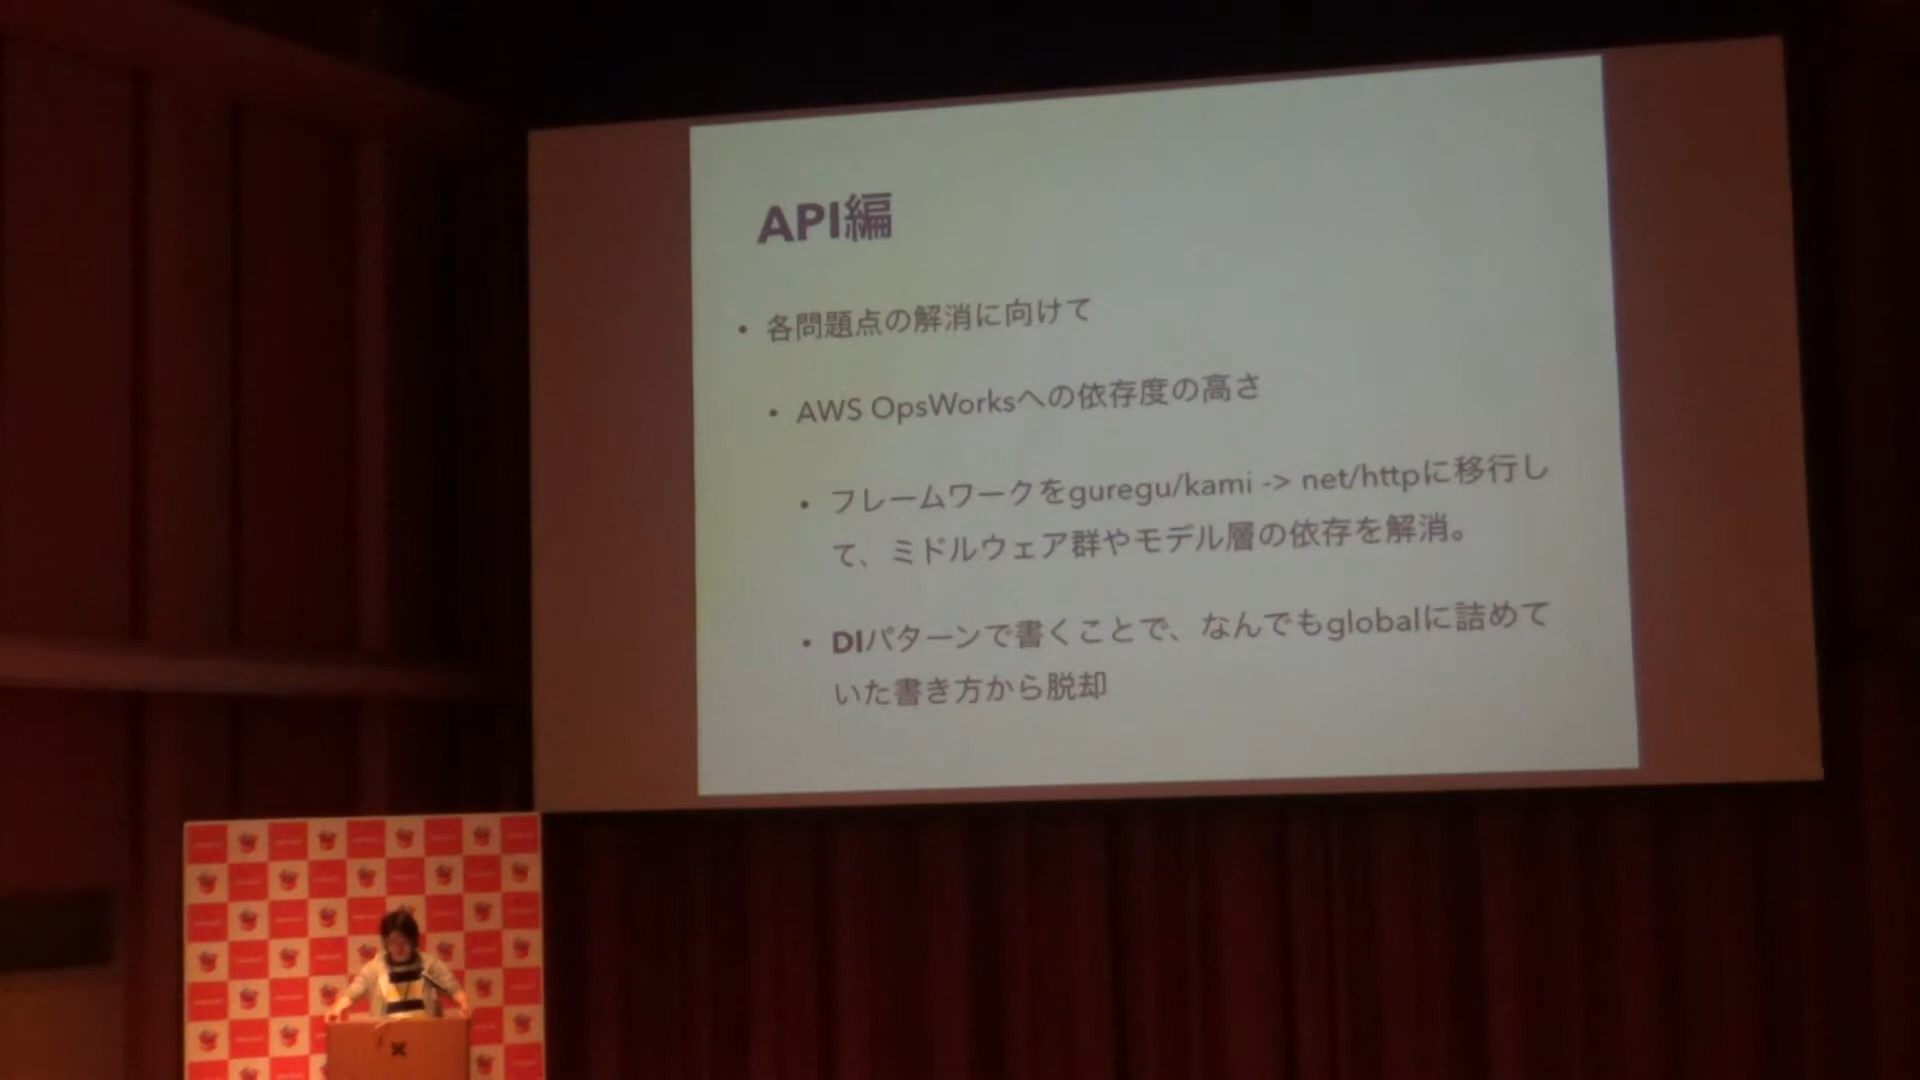 API編
• 各問題点の解消に向けて
• AWS OpsWorksへの依存度の高さ
• フレームワークをguregu/kami -> net/httpに移行し
て、ミドルウェア群やモデル層の依存を解消。
• DIパターンで書くことで、なんでもglobalに詰めて
いた書き方から脱却